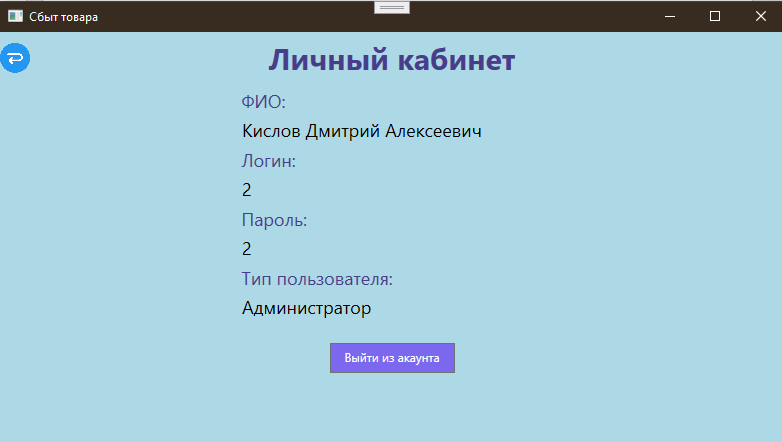 Сбыт товара
Личный кабинет
ФИО:
Кислов Дмитрий Алексеевич
Логин:
2
Пароль:
2
Тип пользователя:
Администратор
Выйти из акаунта